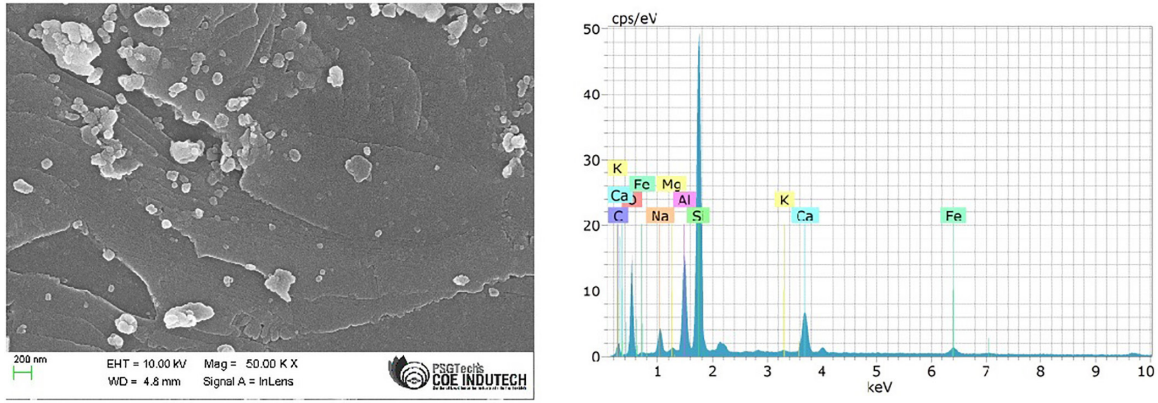 200 nm
EHT = 10.00 kV Mag = 50.00 K X
WD = 4.8 mm Signal A = InLens
PSGTech's
COE INDUTECH
cps/eV
50
40
30
20
10
0
K
Fe Mg
Ca Al K
C Na Si Ca Fe
1 2 3 4 5 6 7 8 9 10
keV